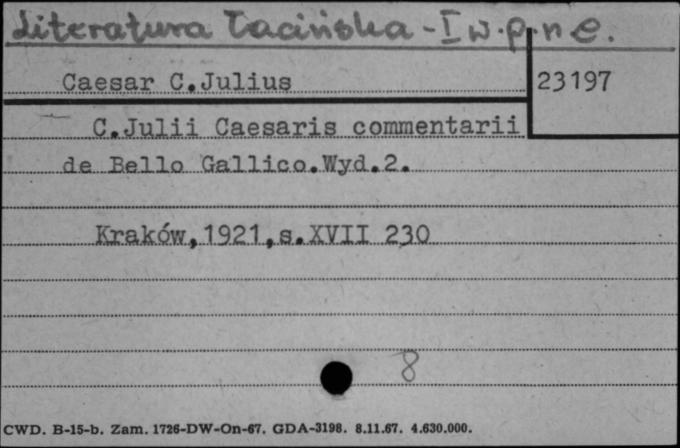 Literatura Łacińska - I w.p.n e.
Caesar C.Julius
23197
C.Julii Caesaris commentarii
de Bello Gallico.Wyd.2.
Kraków,1921,s.XVII 230
8
CWD. B-15-b. Zam. 1726-DW-On-67. GDA-3198. 8.11.67. 4.630.000.